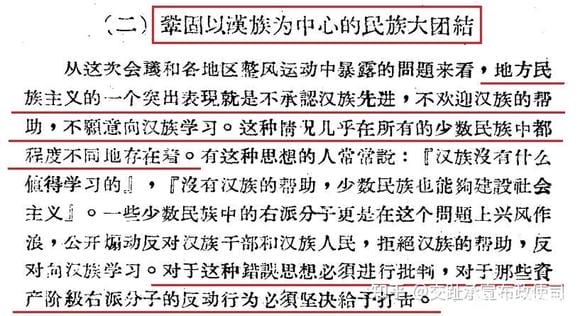 (二) 鞏固以漢族为中心的民族大团結
从这次会議和各地区整风运动中暴露的問題来看，地方民
族主义的一个突出表現就是不承認汉族先进，不欢迎汉族的帮
助，不願意向汉族学习。这种情况几乎在所有的少数民族中都
程度不同地存在着。有这种思想的人常常說：『汉族沒有什么
值得学习的』，『沒有汉族的帮助，少数民族也能够建設社会
主义』。一些少数民族中的右派分子更是在这个問題上兴风作
浪，公开煽动反对汉族干部和汉族人民，拒絕汉族的帮助，反
对向汉族学习。对于这种錯誤思想必須进行批判，对于那些資
产阶級右派分子的反动行为必須坚决給予打击。
知乎 @交趾承宣布政使司